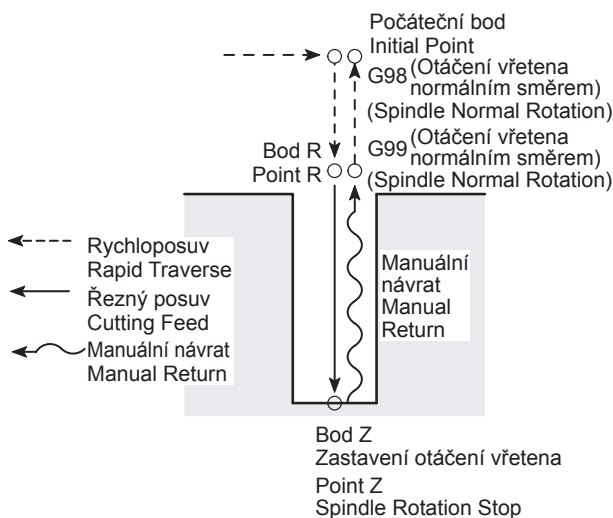 Počáteční bod
Initial Point
G98 (Otáčení vřetena
normálním směrem)
(Spindle Normal Rotation)
Bod R
Point R
G99 (Otáčení vřetena
normálním směrem)
(Spindle Normal Rotation)
Rychloposuv
Rapid Traverse
Řezný posuv
Cutting Feed
Manuální návrat
Manual Return
Manuální
návrat
Manual
Return
Bod Z
Zastavení otáčení vřetena
Point Z
Spindle Rotation Stop